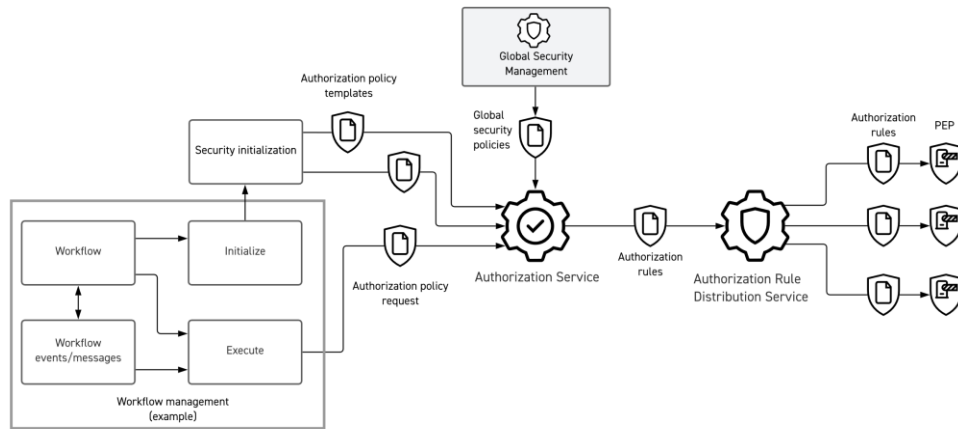 Global Security
Management
Authorization policy
templates
Global
security
policies
Authorization
rules
PEP
Security initialization
Workflow
Initialize
Authorization Service
Authorization
rules
Authorization Rule
Distribution Service
Authorization policy
request
Workflow
events/messages
Execute
Workflow management
(example)